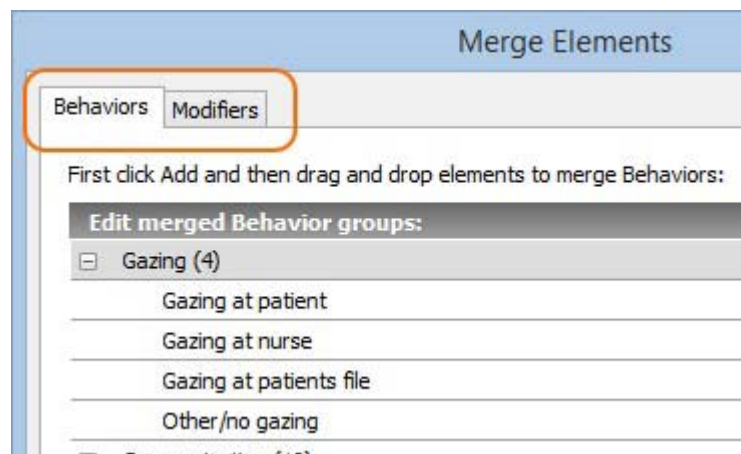 Merge Elements
Behaviors Modifiers
First click Add and then drag and drop elements to merge Behaviors:
Edit merged Behavior groups:
Gazing (4)
Gazing at patient
Gazing at nurse
Gazing at patients file
Other/no gazing